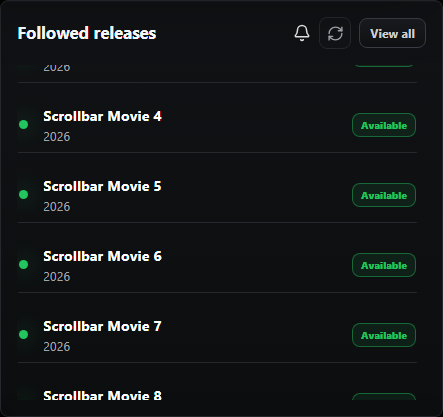 Followed releases
View all
2026
Scrollbar Movie 4
Available
2026
Scrollbar Movie 5
Available
2026
Scrollbar Movie 6
Available
2026
Scrollbar Movie 7
Available
2026
Scrollbar Movie 8